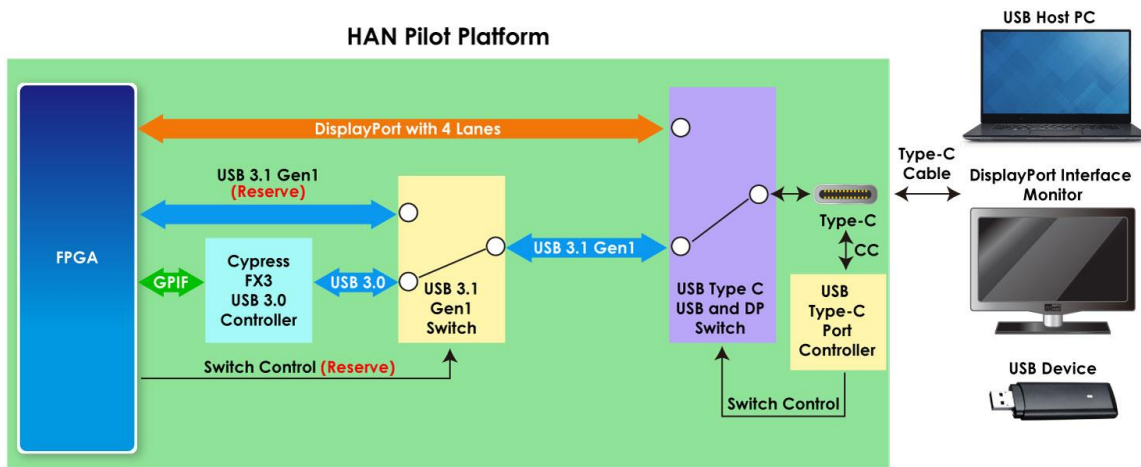 HAN Pilot Platform
USB Host PC
DisplayPort with 4 Lanes
USB 3.1 Gen1
(Reserve)
Type-C
Cable
DisplayPort Interface
Monitor
Type-C
FPGA
GPIF
Cypress
FX3
USB 3.0
Controller
USB 3.0
USB 3.1 Gen1
CC
USB 3.1
Gen1
Switch
USB Type C
USB and DP
Switch
USB
Type-C
Port
Controller
Switch Control (Reserve)
Switch Control
USB Device